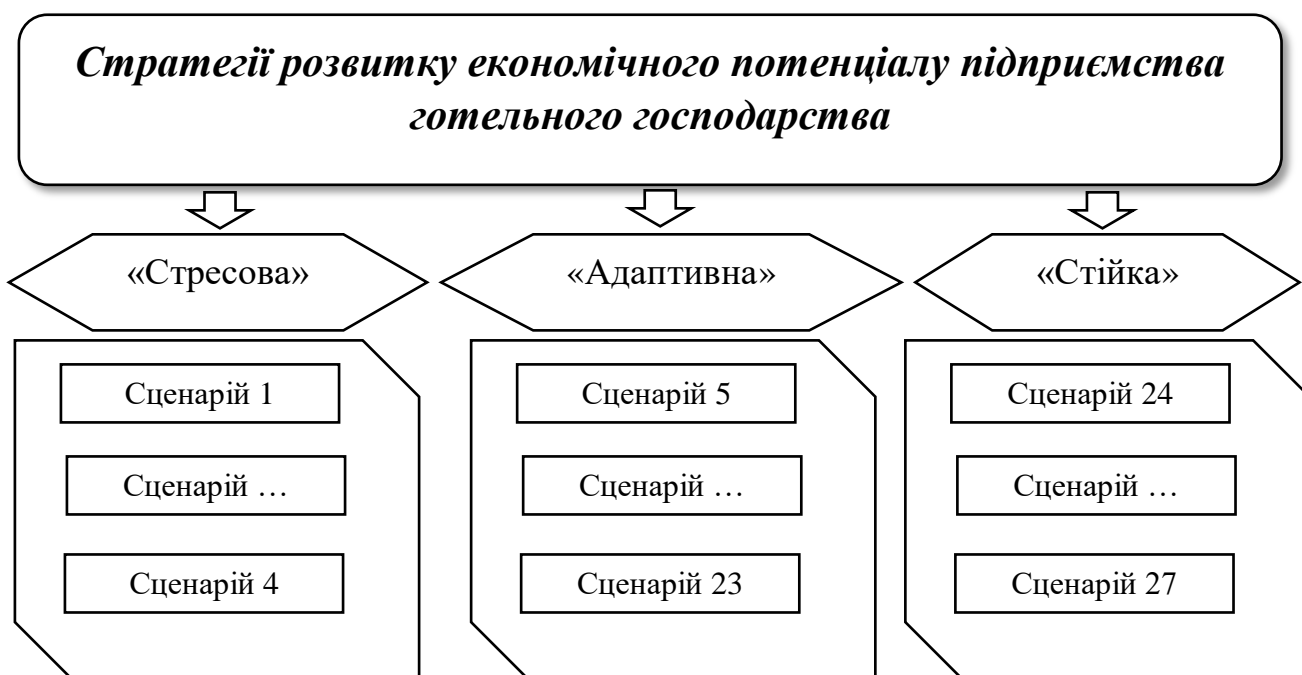 Стратегії розвитку економічного потенціалу підприємства
готельного господарства
«Стресова»
«Адаптивна»
«Стійка»
Сценарій 1
Сценарій 5
Сценарій 24
Сценарій …
Сценарій …
Сценарій …
Сценарій 4
Сценарій 23
Сценарій 27